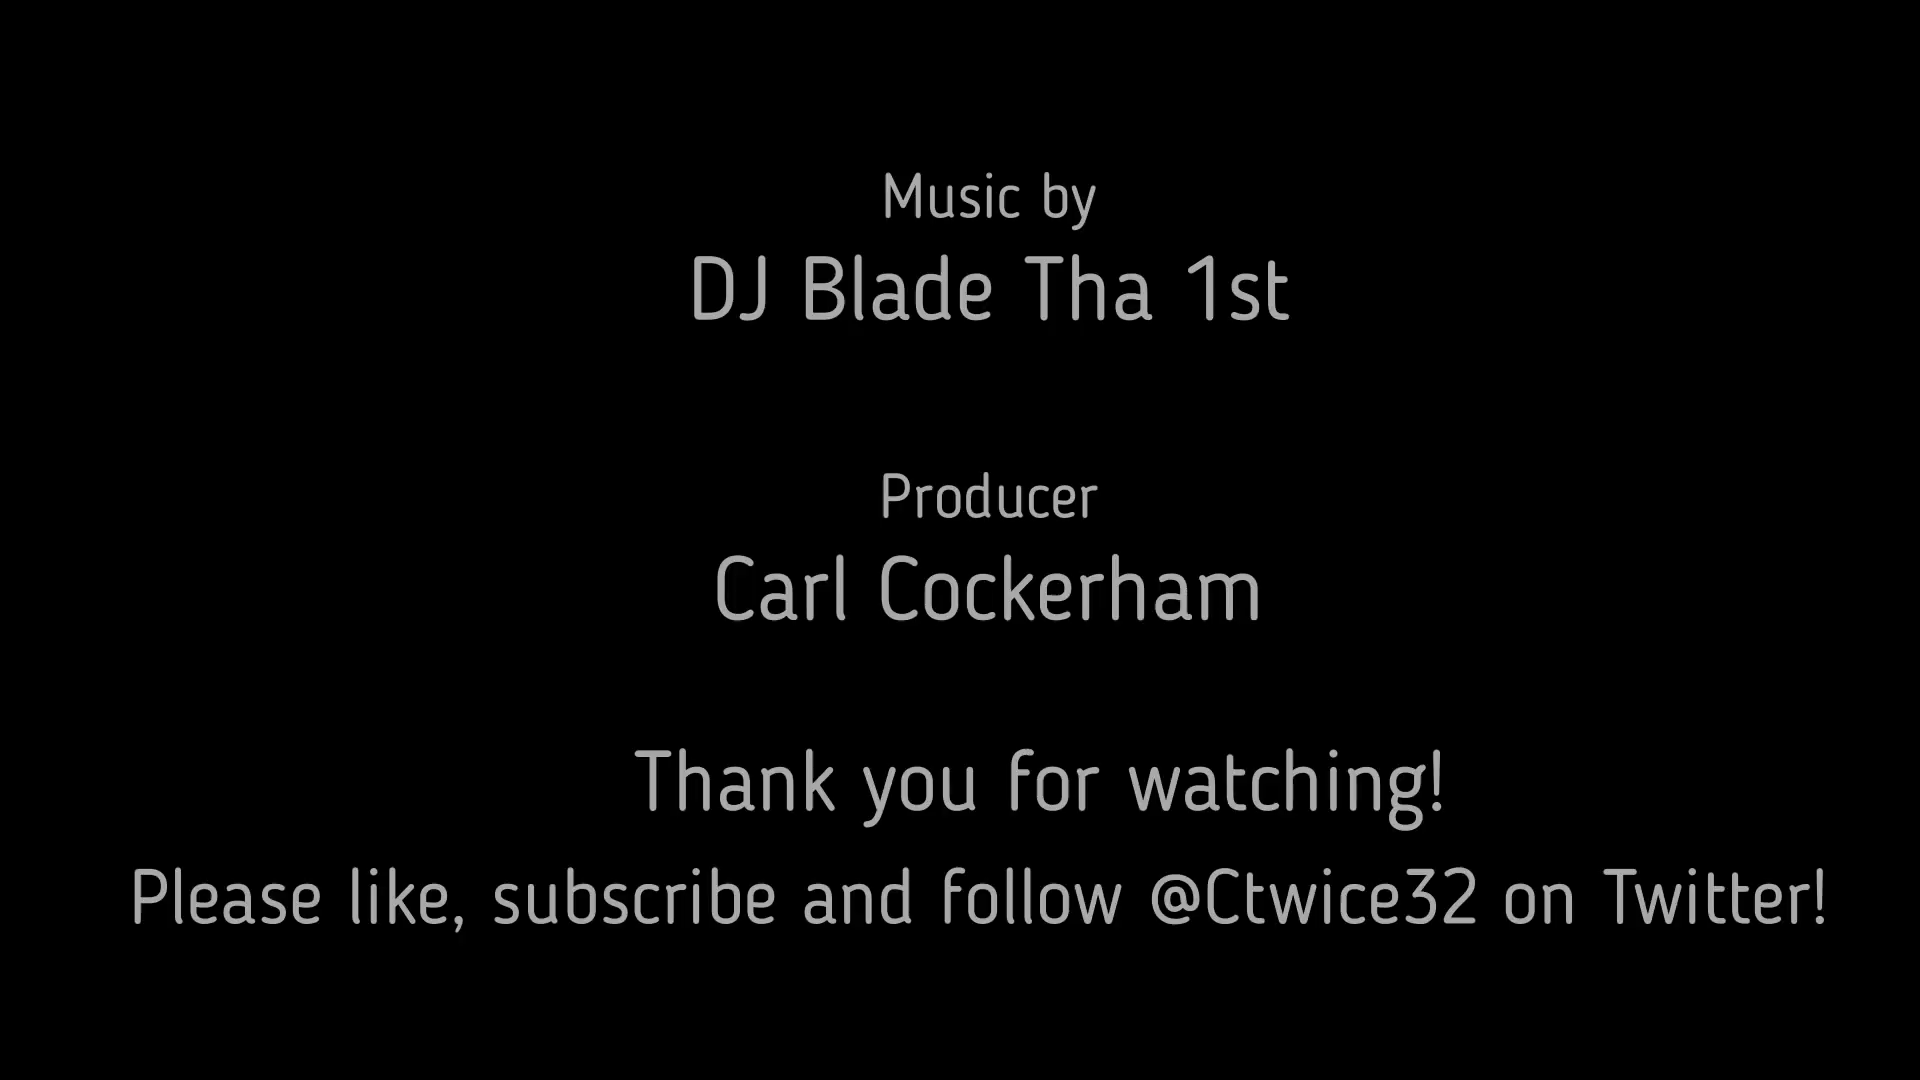 Music by
DJ Blade Tha 1st
Producer
Carl Cockerham
Thank you for watching!
Please like, subscribe and follow @Ctwice32 on Twitter!